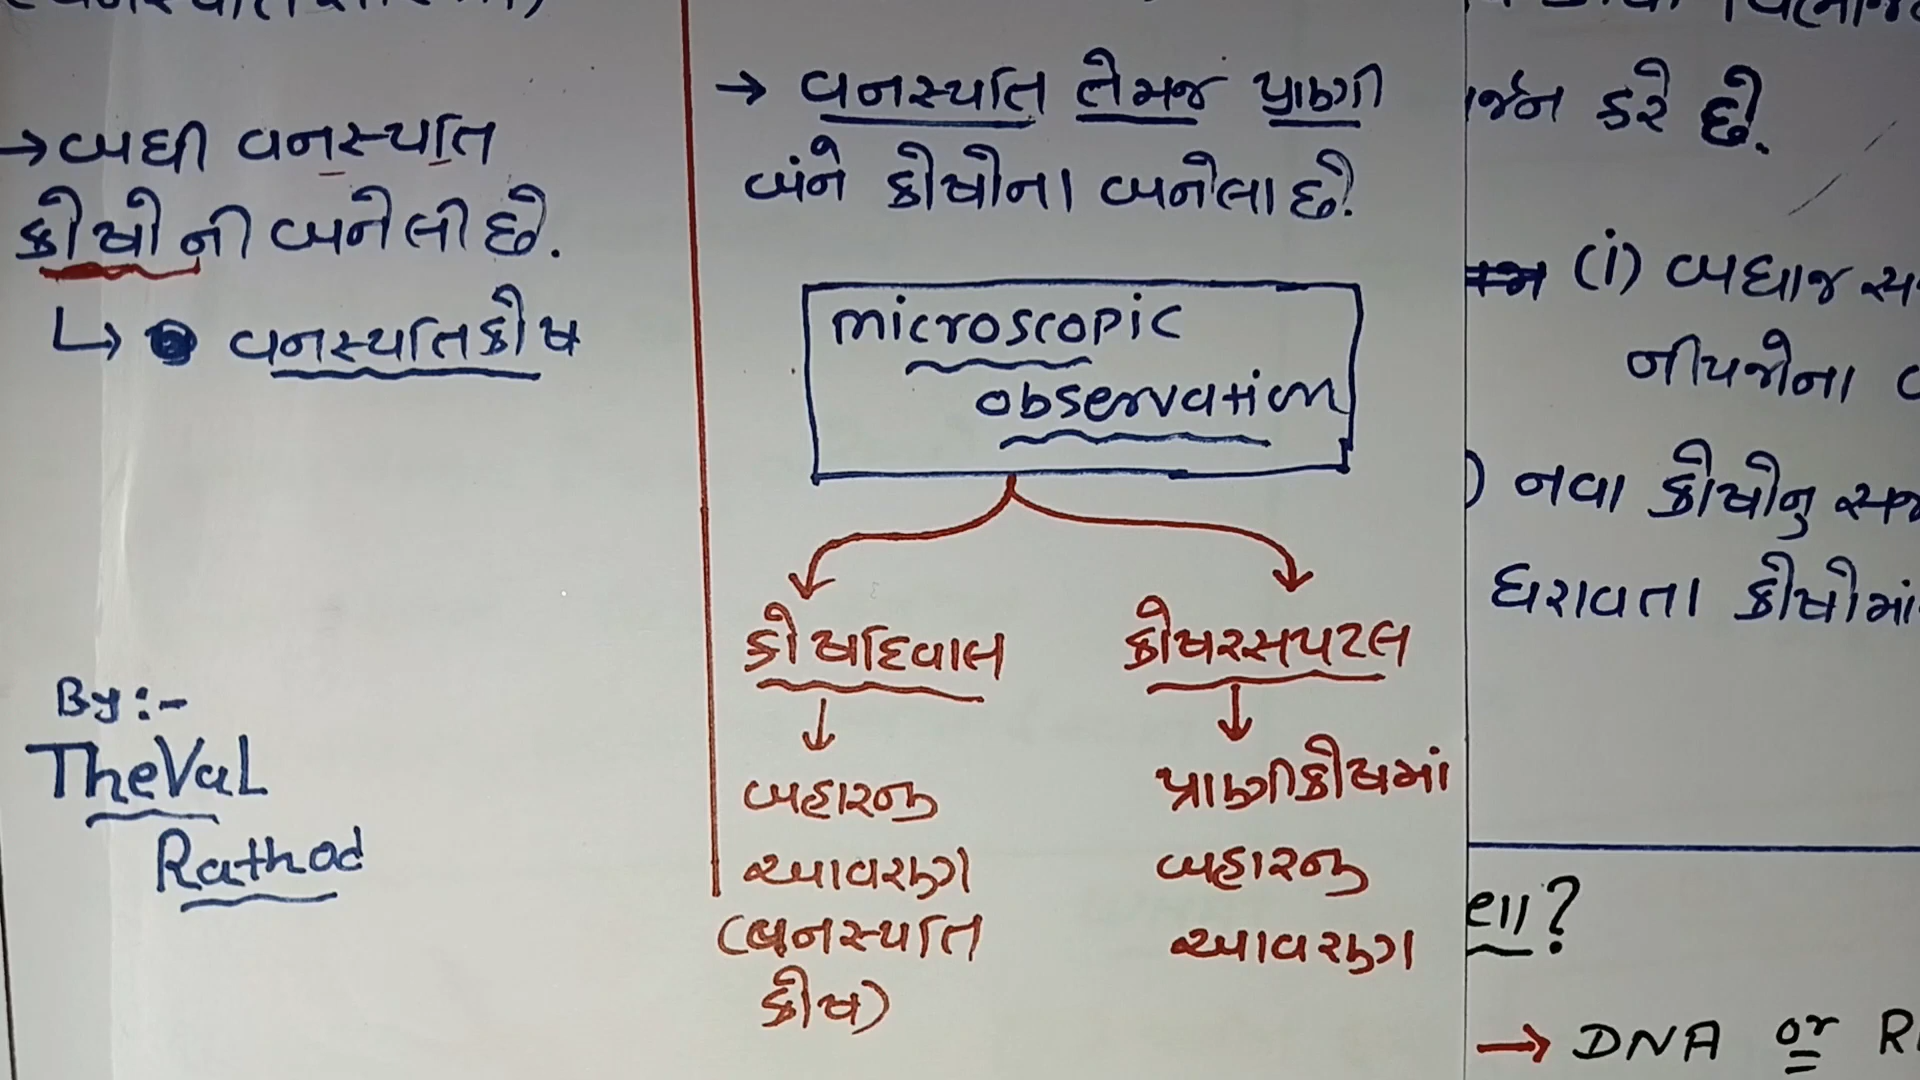 → બધી વનસ્પતિ
કોષોની બનેલી છે.
↳ વનસ્પતિકોષ
By :-
TheVaL
Rathod
→ વનસ્પતિ તેમજ પ્રાણી
બંને કોષોના બનેલા છે.
microscopic
observation
કોષદિવાલ
↓
બહારનુ
આવરણ
(વનસ્પતિ
કોષ)
કોષરસપટલ
↓
પ્રાણીકોષમાં
બહારનુ
આવરણ
ર્જન કરે છે.
(i) બધાજ
નવા કોષોનુ
ધરાવતા કોષોમાં
→ DNA or